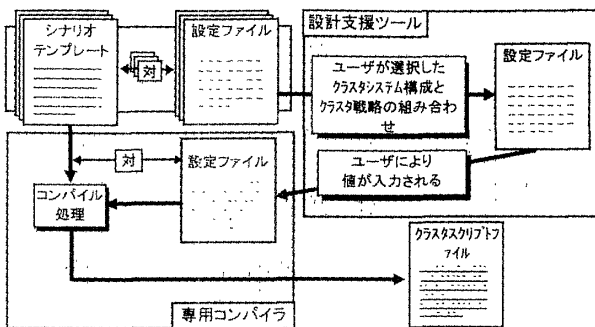 シナリオ
テンプレート
対
設定ファイル
設計支援ツール
ユーザが選択した
クラスタシステム構成と
クラスタ戦略の組み合わ
せ
設定ファイル
対
設定ファイル
ユーザにより
値が入力される
コンパイル
処理
クラスタスクリプトフ
ァイル
専用コンパイラ